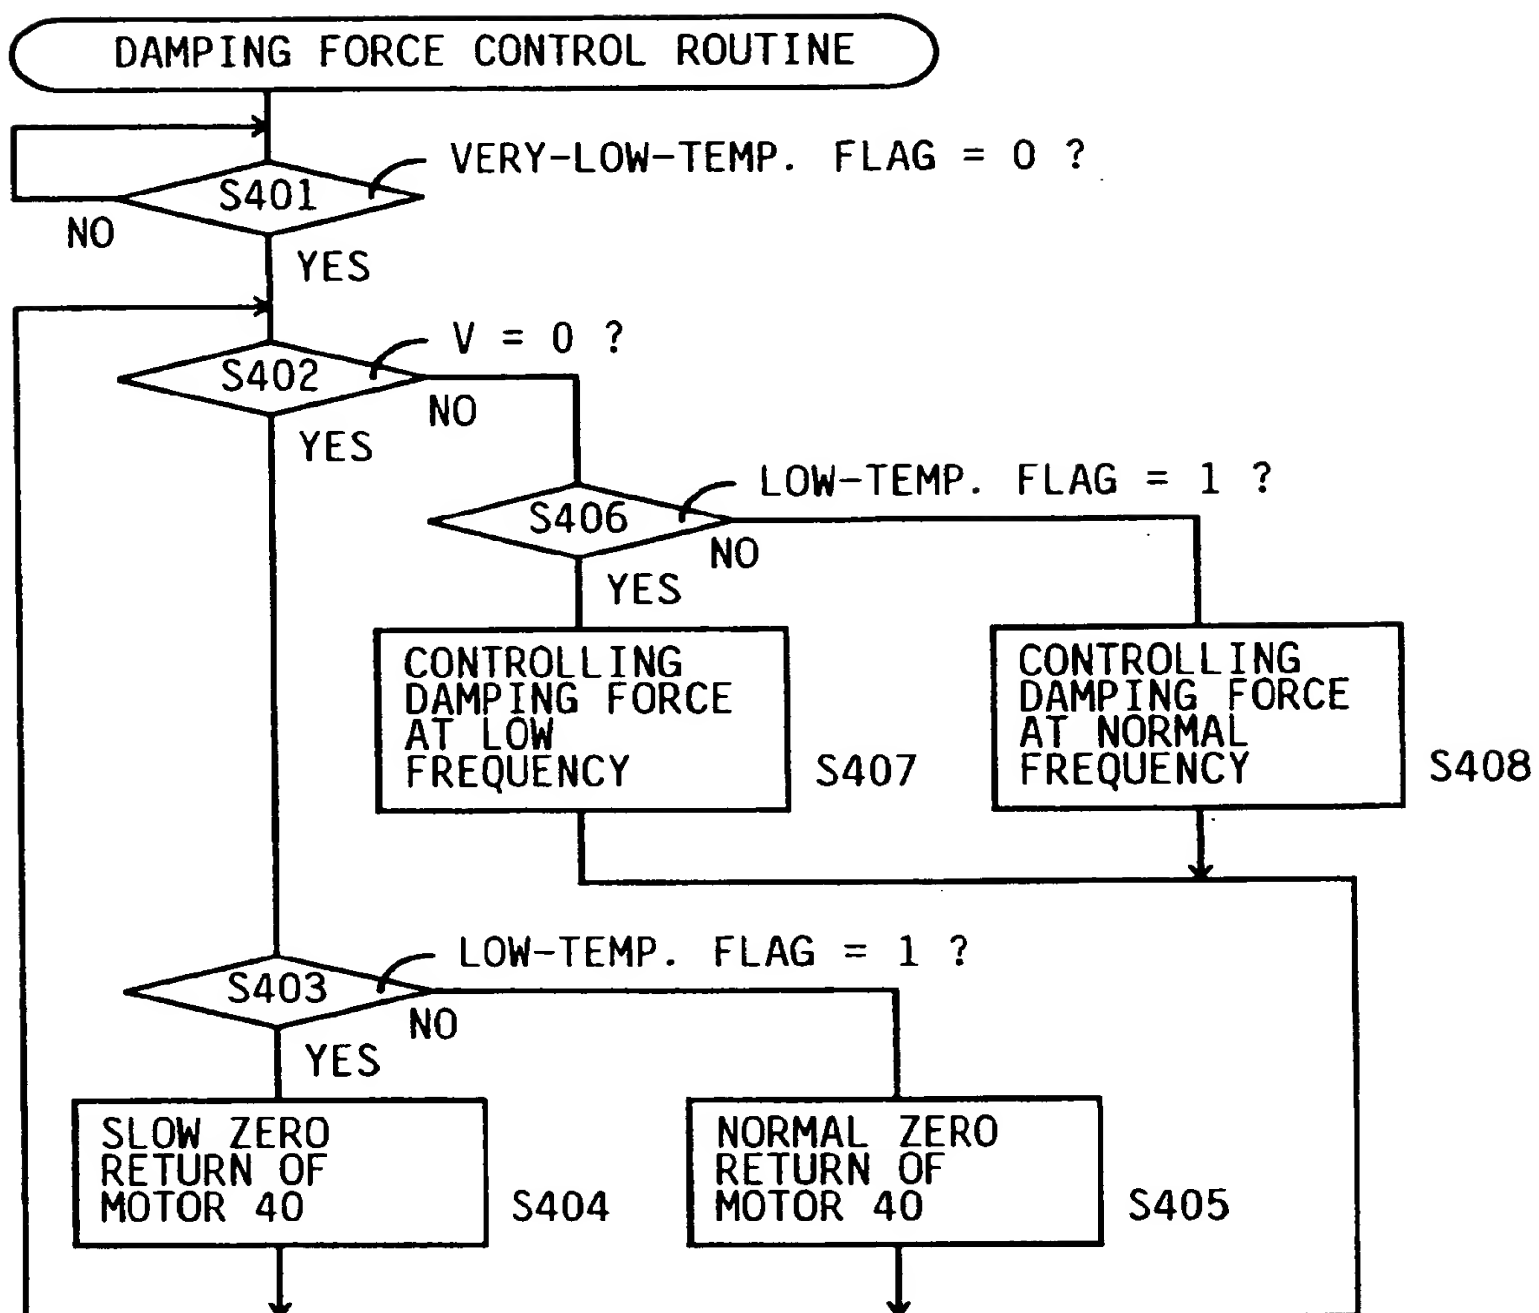 DAMPING FORCE CONTROL ROUTINE
VERY-LOW-TEMP. FLAG = 0 ?
S401
NO
YES
V = 0 ?
S402
NO
YES
LOW-TEMP. FLAG = 1 ?
S406
NO
YES
CONTROLLING
DAMPING FORCE
AT LOW
FREQUENCY
S407
CONTROLLING
DAMPING FORCE
AT NORMAL
FREQUENCY
S408
LOW-TEMP. FLAG = 1 ?
S403
NO
YES
SLOW ZERO
RETURN OF
MOTOR 40
S404
NORMAL ZERO
RETURN OF
MOTOR 40
S405